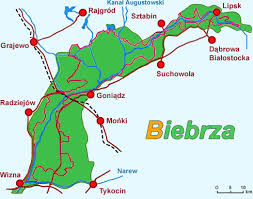 Kanał Augustowski
Rajgród
Lipsk
Sztabin
Grajewo
Dąbrowa
Białostocka
Suchowola
Goniądz
Radziejów
Mońki
Biebrza
Wizna
Narew
Tykocin
0 5 10
km